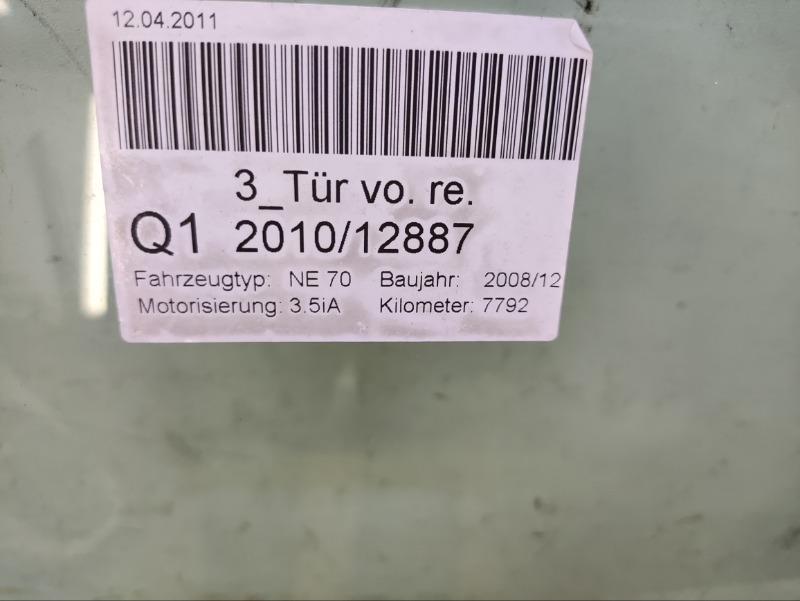 12.04.2011
3_Tür vo. re.
Q1 2010/12887
Fahrzeugtyp: NE 70 Baujahr: 2008/12
Motorisierung: 3.5iA Kilometer: 7792